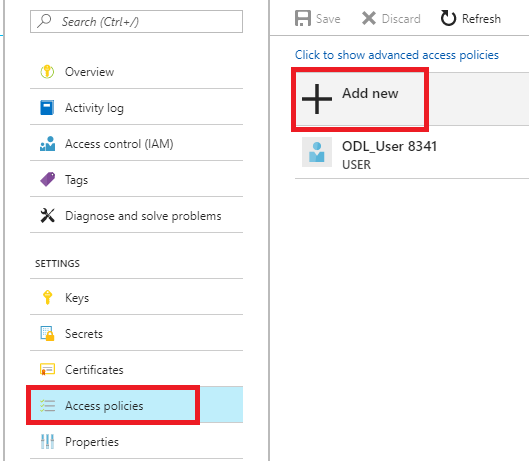 Search (Ctrl+/)
Overview
Activity log
Access control (IAM)
Tags
Diagnose and solve problems
SETTINGS
Keys
Secrets
Certificates
Access policies
Properties
Save
Discard
Refresh
Click to show advanced access policies
Add new
ODL_User 8341
USER